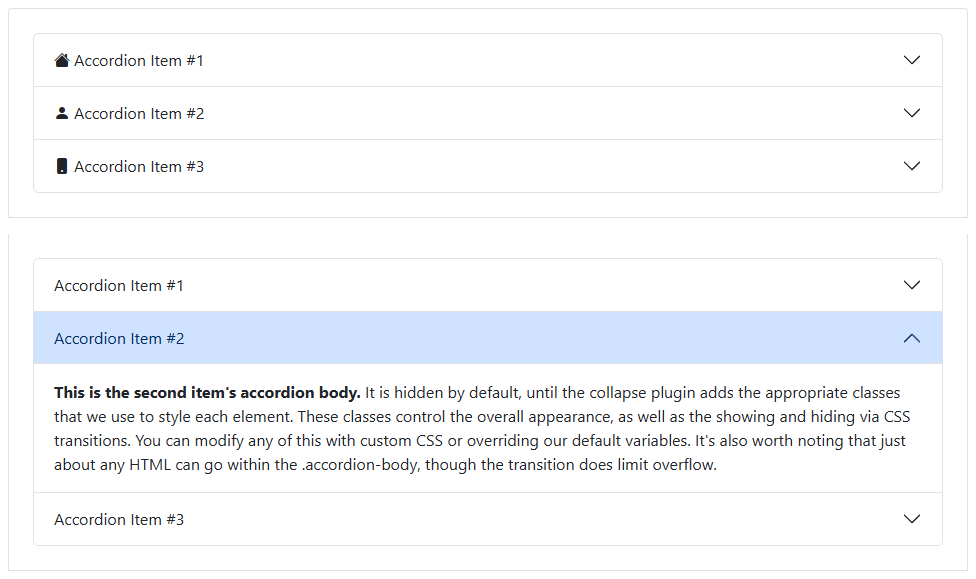 Accordion Item #1
Accordion Item #2
Accordion Item #3
Accordion Item #1
Accordion Item #2
This is the second item's accordion body. It is hidden by default, until the collapse plugin adds the appropriate classes
that we use to style each element. These classes control the overall appearance, as well as the showing and hiding via CSS
transitions. You can modify any of this with custom CSS or overriding our default variables. It's also worth noting that just
about any HTML can go within the .accordion-body, though the transition does limit overflow.
Accordion Item #3